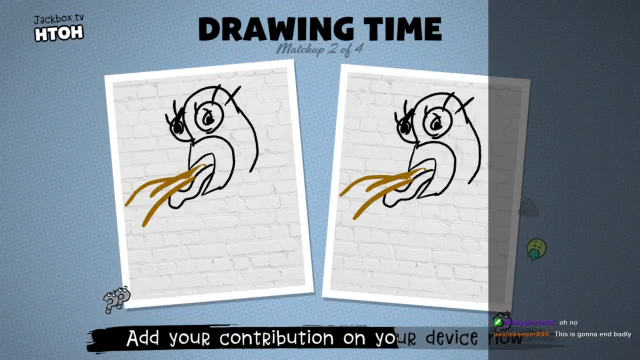 Jackbox.tv
HTOH
DRAWING TIME
Matchup 2 of 4
??
oh no
peacekeeper890 This is gonna end badly
Add your contribution on your device now